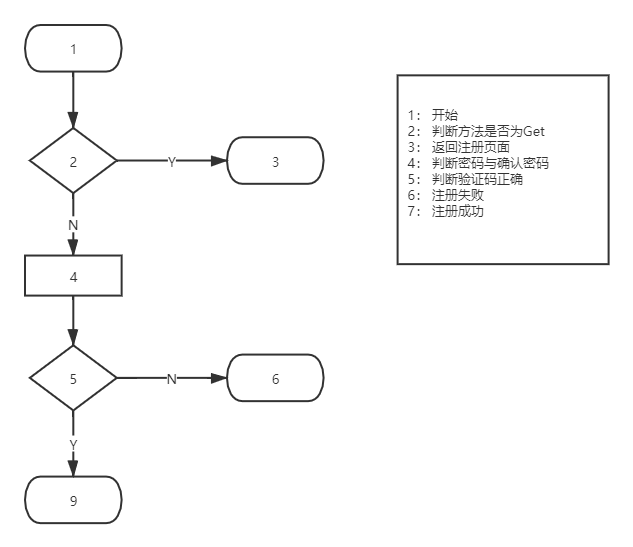 1
2
Y
3
N
4
5
N
6
Y
9
1： 开始
2： 判断方法是否为Get
3： 返回注册页面
4： 判断密码与确认密码
5： 判断验证码正确
6： 注册失败
7： 注册成功